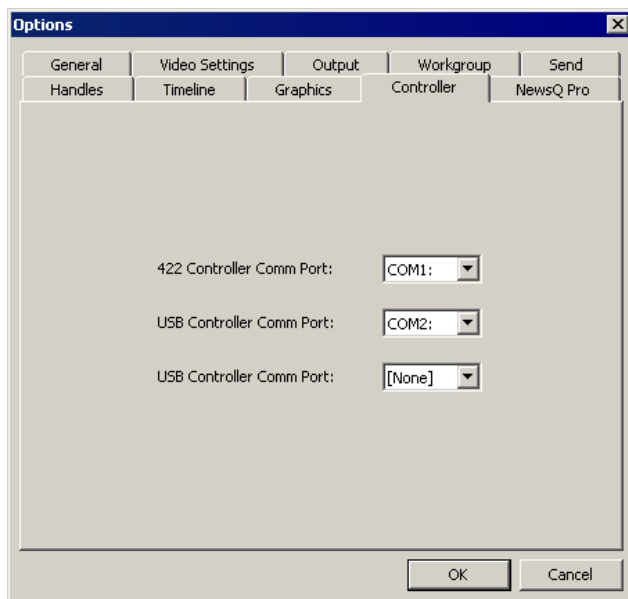 Options
General Video Settings Output Workgroup Send
Handles Timeline Graphics Controller NewsQ Pro
422 Controller Comm Port: COM1:
USB Controller Comm Port: COM2:
USB Controller Comm Port: [None]
OK Cancel